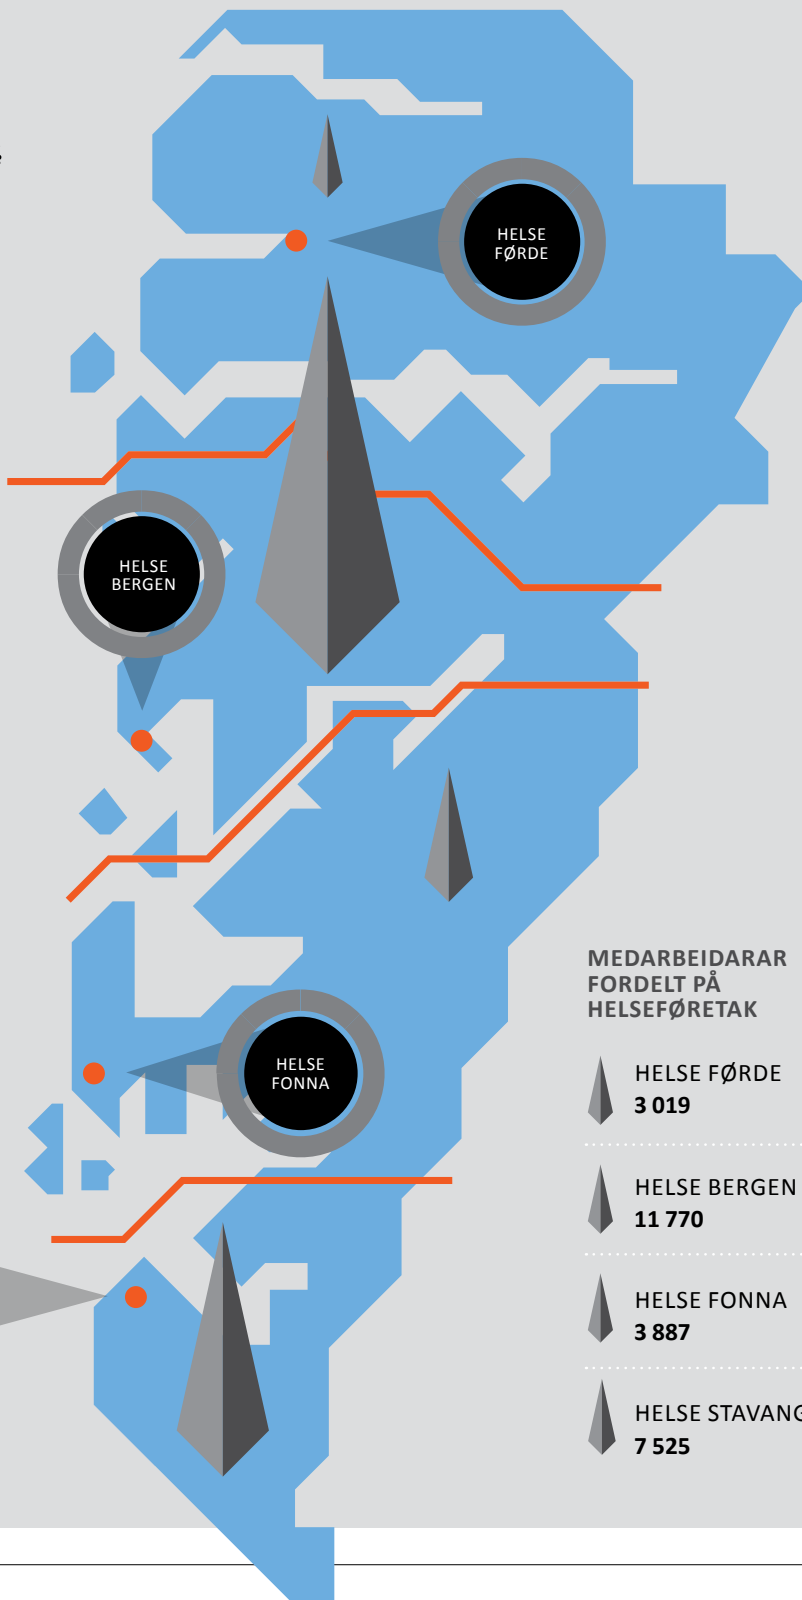 HELSE
FØRDE
HELSE
BERGEN
HELSE
FONNA
MEDARBEIDARAR
FORDELT PÅ
HELSEFØRETAK
HELSE FØRDE
3 019
HELSE BERGEN
11 770
HELSE FONNA
3 887
HELSE STAVANG
7 525